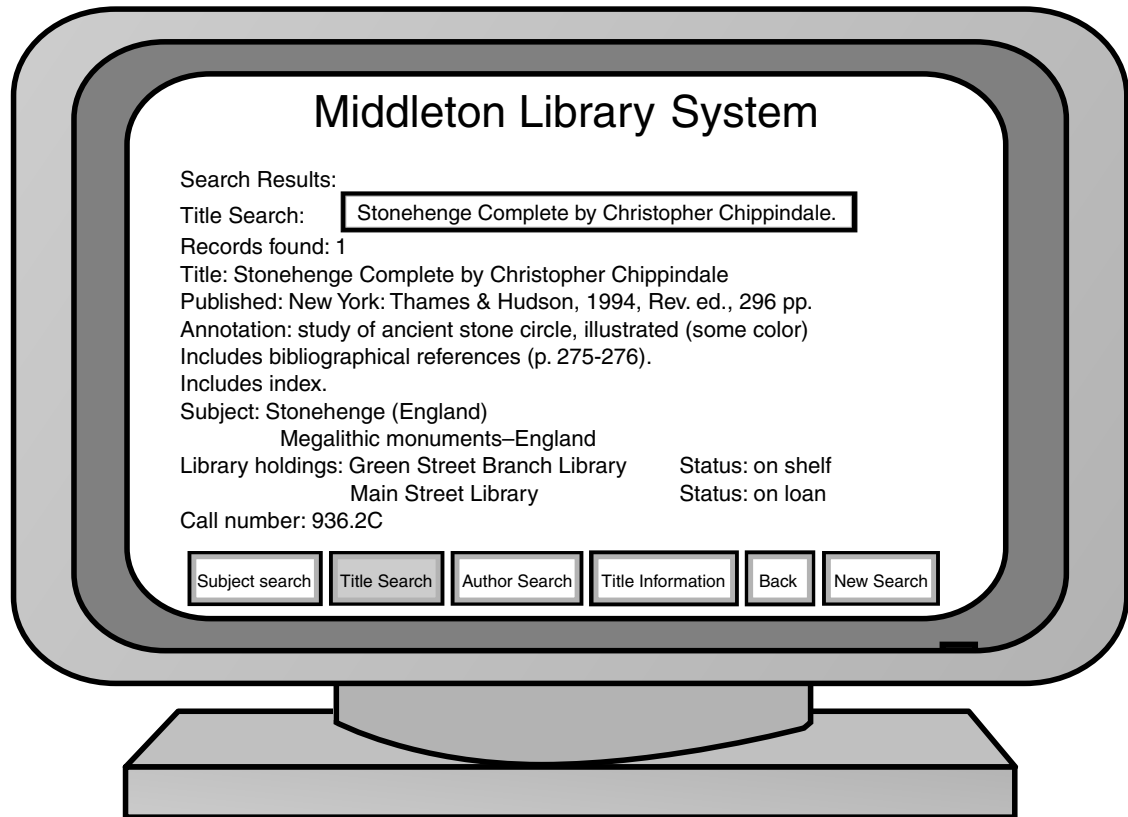 Middleton Library System
Search Results:
Title Search: Stonehenge Complete by Christopher Chippindale.
Records found: 1
Title: Stonehenge Complete by Christopher Chippindale
Published: New York: Thames & Hudson, 1994, Rev. ed., 296 pp.
Annotation: study of ancient stone circle, illustrated (some color)
Includes bibliographical references (p. 275-276).
Includes index.
Subject: Stonehenge (England)
Megalithic monuments–England
Library holdings: Green Street Branch Library Status: on shelf
Main Street Library Status: on loan
Call number: 936.2C
Subject search Title Search Author Search Title Information Back New Search